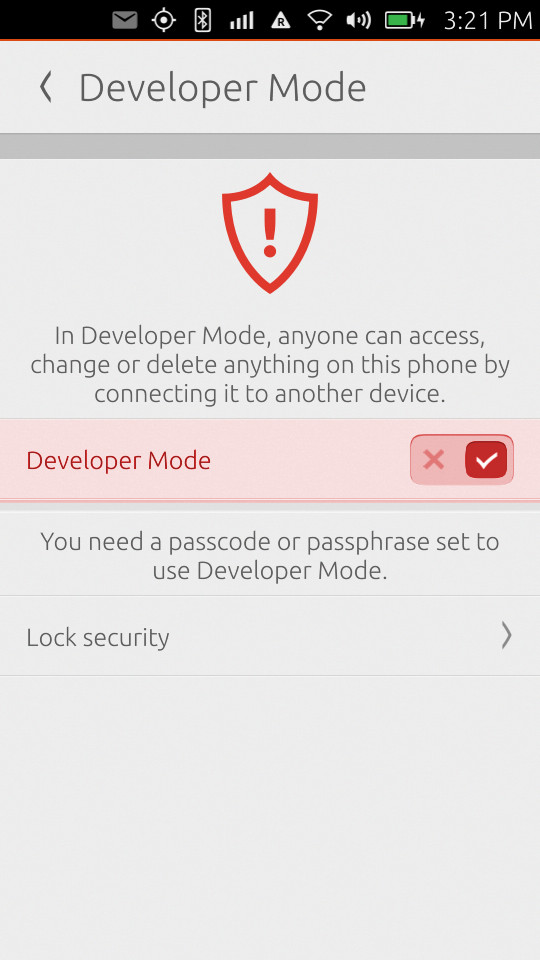 3:21 PM
Developer Mode
In Developer Mode, anyone can access,
change or delete anything on this phone by
connecting it to another device.
Developer Mode
You need a passcode or passphrase set to
use Developer Mode.
Lock security